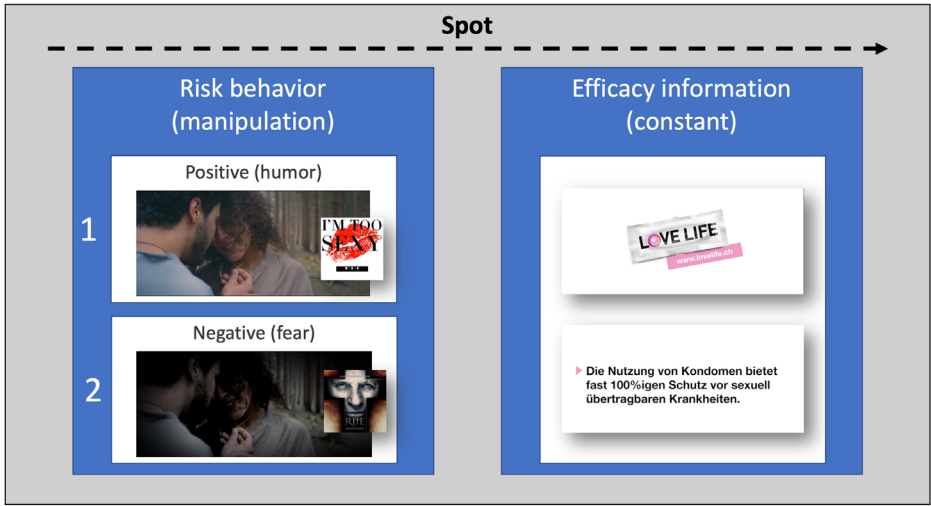 Spot
Risk behavior
(manipulation)
1
Positive (humor)
I'M TOO
SEXY
2
Negative (fear)
RITE
Efficacy information
(constant)
LOVE LIFE
www.lovelife.ch
Die Nutzung von Kondomen bietet
fast 100%igen Schutz vor sexuell
übertragbaren Krankheiten.